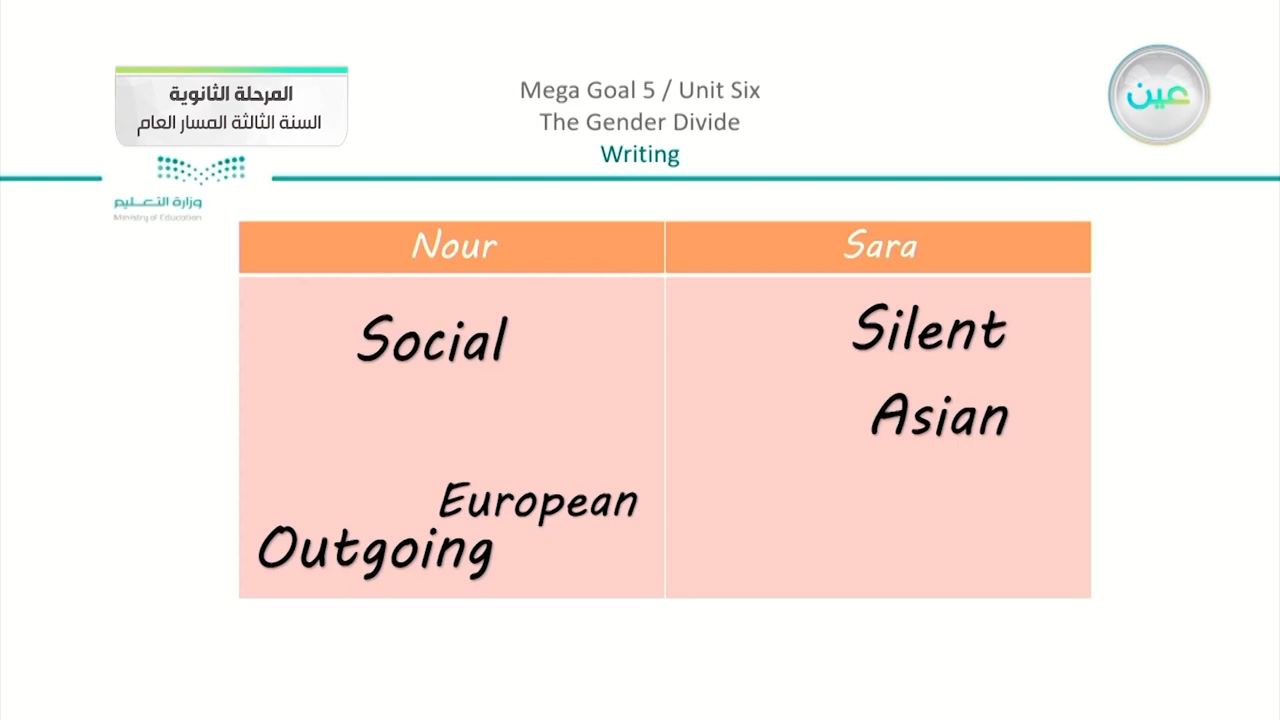 المرحلة الثانوية
السنة الثالثة المسار العام
Mega Goal 5 / Unit Six
The Gender Divide
Writing
عين
وزارة التعليم
Ministry of Education
Nour
Sara
Social
Silent
Asian
European
Outgoing